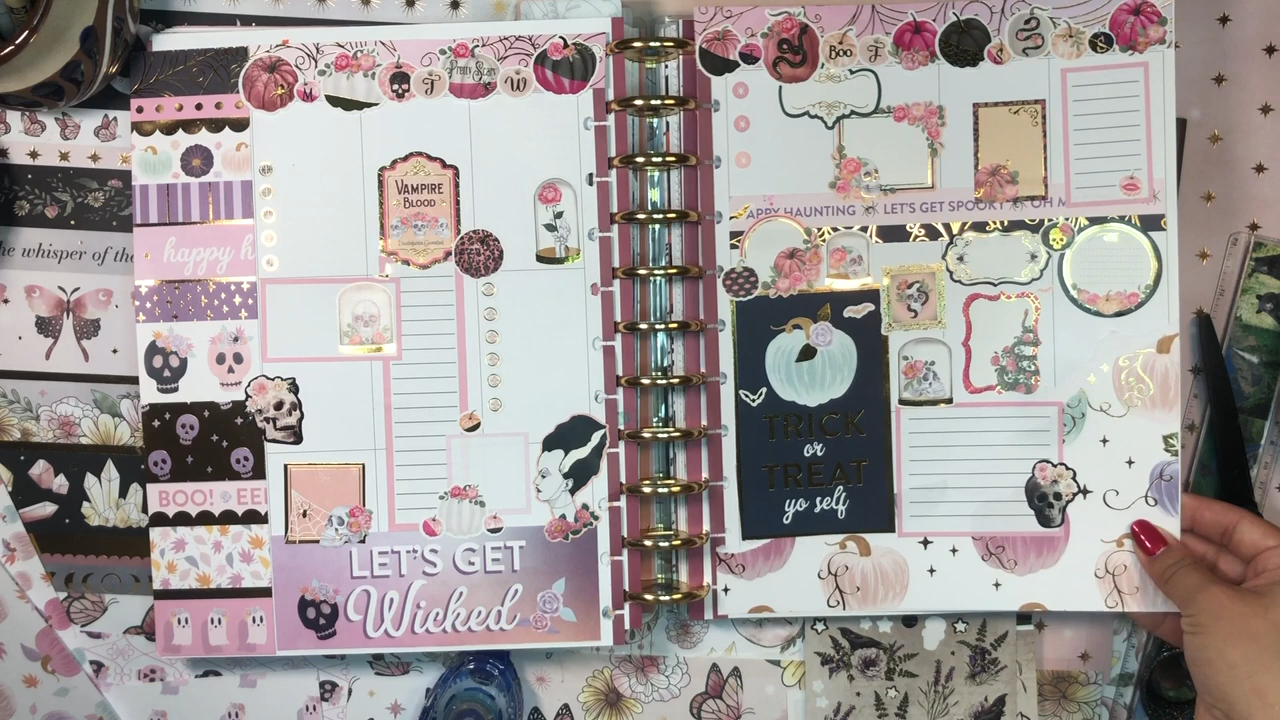 M
T
Pretty Scary
W
T
Boo
F
S
S
VAMPIRE
BLOOD
he whisper of the
happy h
BOO! EE
LET'S GET
Wicked
APPY HAUNTING LET'S GET SPOOKY OH M
TRICK
or
TREAT
yo self